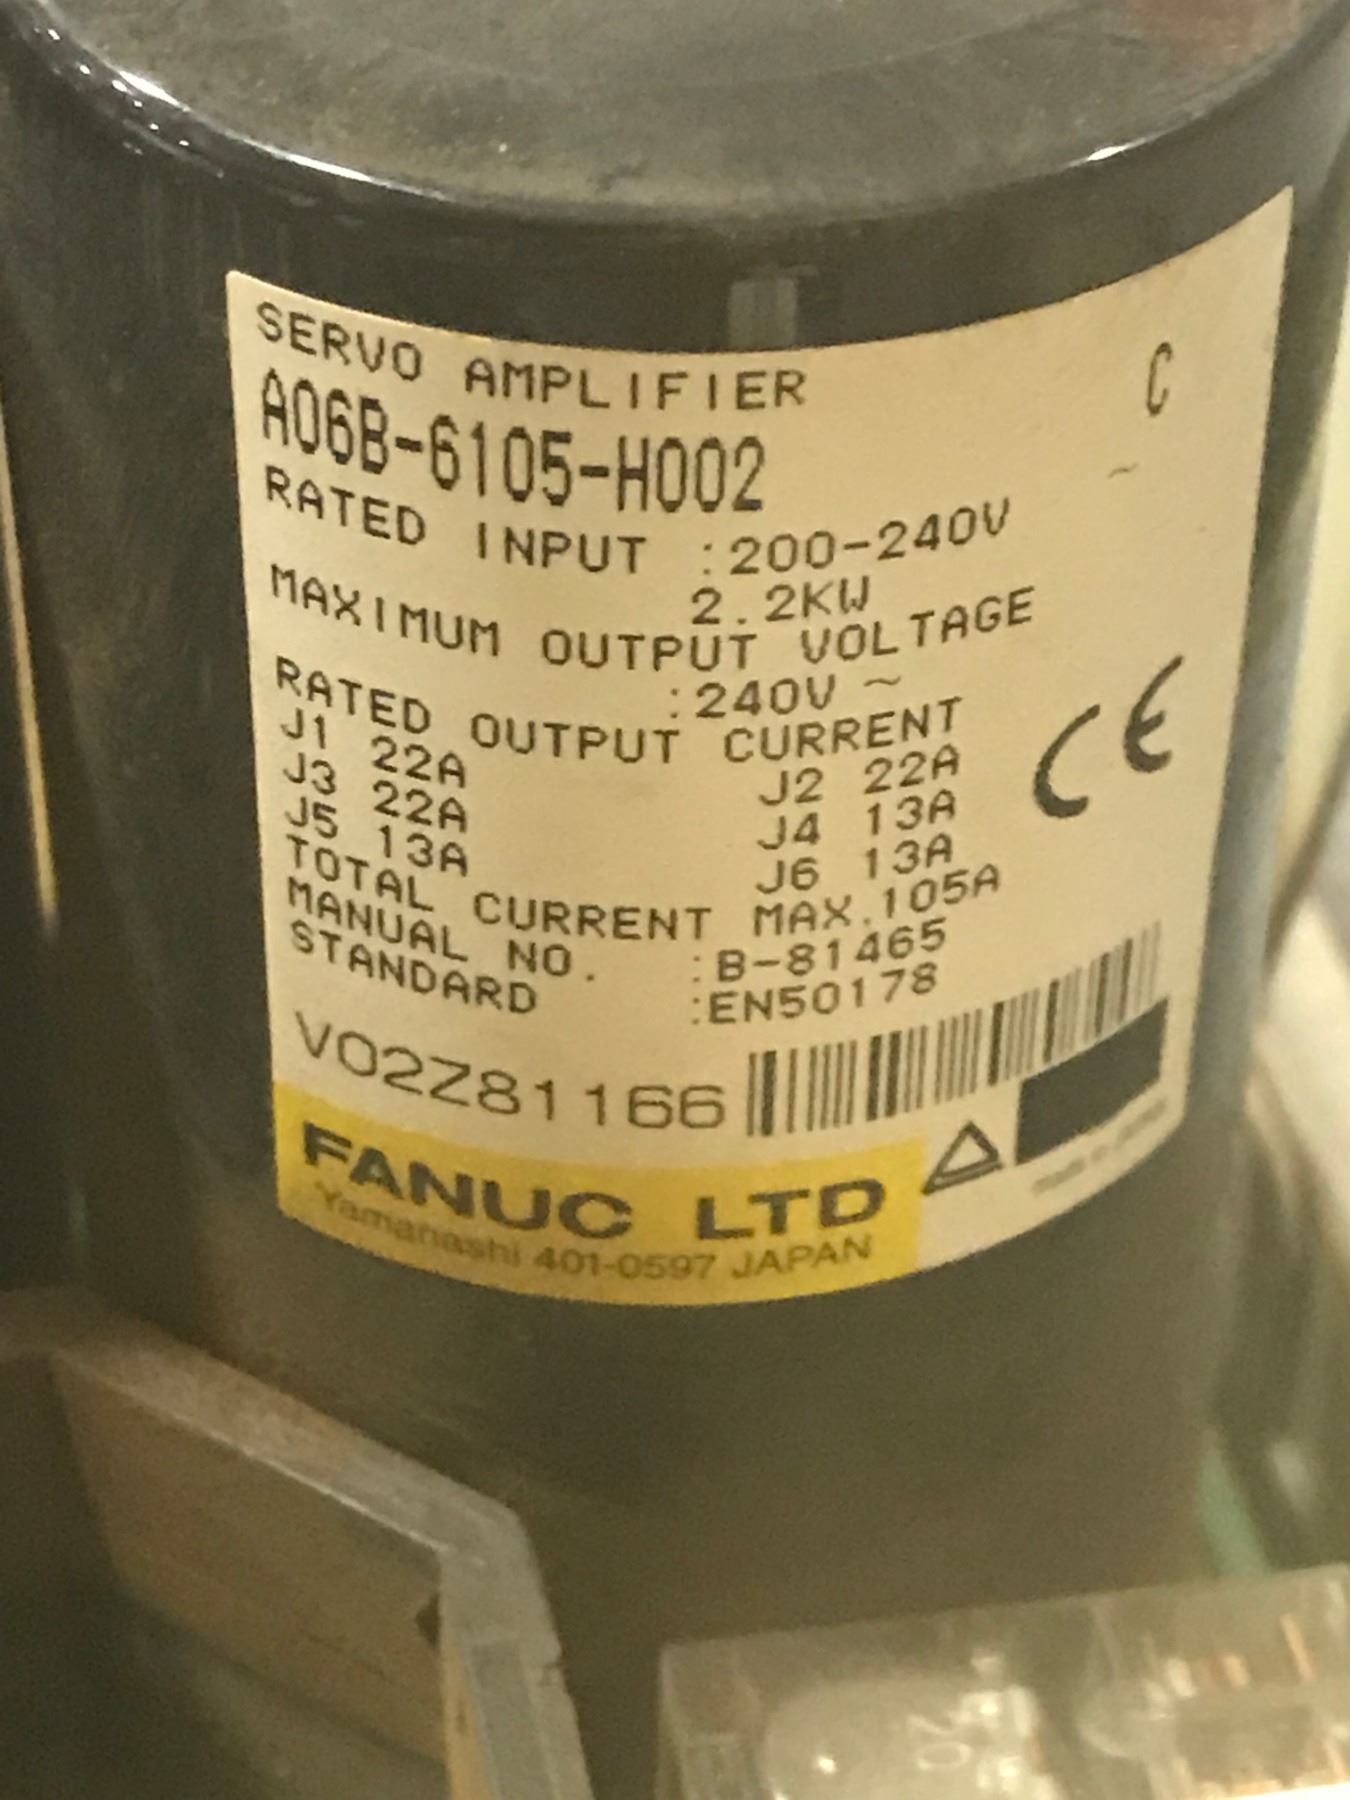 SERVO AMPLIFIER C
A06B-6105-H002
RATED INPUT :200-240V ~
2.2KW
MAXIMUM OUTPUT VOLTAGE
:240V ~
RATED OUTPUT CURRENT
J1 22A J2 22A
J3 22A J4 13A
J5 13A J6 13A
TOTAL CURRENT MAX.105A
MANUAL NO. :B-81465
STANDARD :EN50178
CE
V02Z81166
FANUC LTD
Yamanashi 401-0597 JAPAN